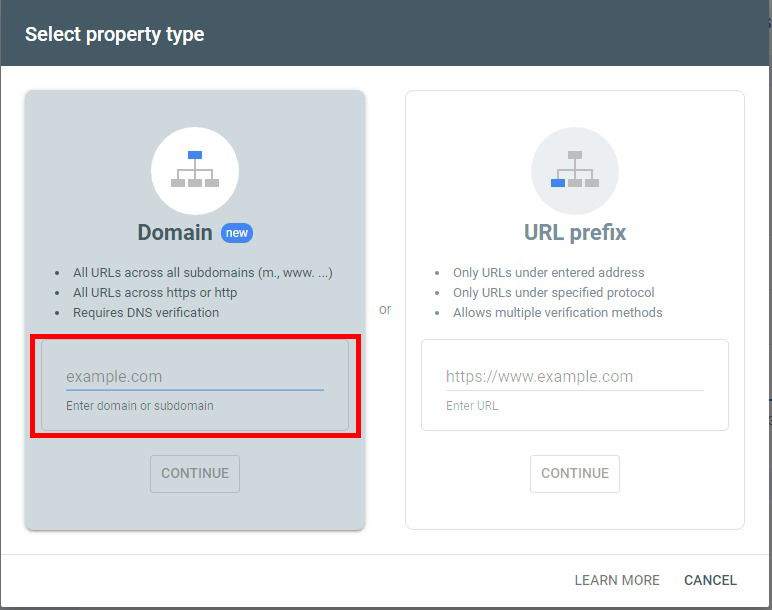 Select property type
Domain new
All URLs across all subdomains (m., www. ...)
All URLs across https or http
Requires DNS verification
example.com
Enter domain or subdomain
CONTINUE
or
URL prefix
Only URLs under entered address
Only URLs under specified protocol
Allows multiple verification methods
https://www.example.com
Enter URL
CONTINUE
LEARN MORE
CANCEL